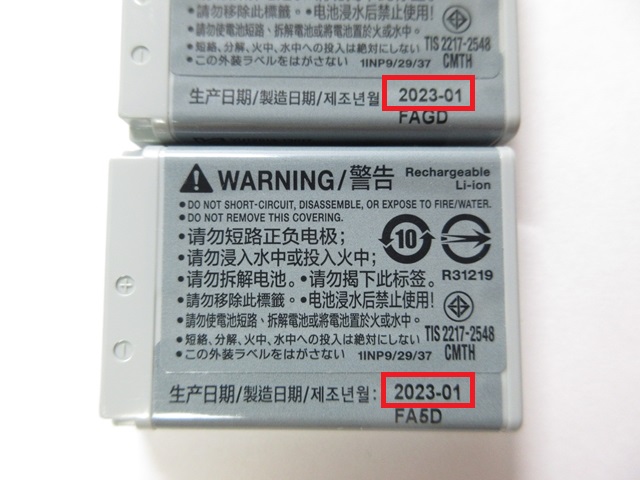 请勿移除此標籤。•电池浸水后禁止使用!
•請勿使電池短路、拆解電池或將電池置於火或水中。
•短絡、分解、火中、水中への投入は絶対にしない
•この外装ラベルをはがさない 1INP9/29/37
TIS 2217-2548
CMTH
生产日期/製造日期/제조년월 2023-01
FAGD
WARNING/警告 Rechargeable
Li-ion
•DO NOT SHORT-CIRCUIT, DISASSEMBLE, OR EXPOSE TO FIRE/WATER.
•DO NOT REMOVE THIS COVERING.
•请勿短路正负电极;
•请勿浸入水中或投入火中;
•请勿拆解电池。•请勿揭下此标签。
10
R31219
•請勿移除此標籤。•电池浸水后禁止使用!
•請勿使電池短路、拆解電池或將電池置於火或水中。
•短絡、分解、火中、水中への投入は絶対にしない
•この外装ラベルをはがさない 1INP9/29/37
TIS 2217-2548
CMTH
生产日期/製造日期/제조년월: 2023-01
FA5D